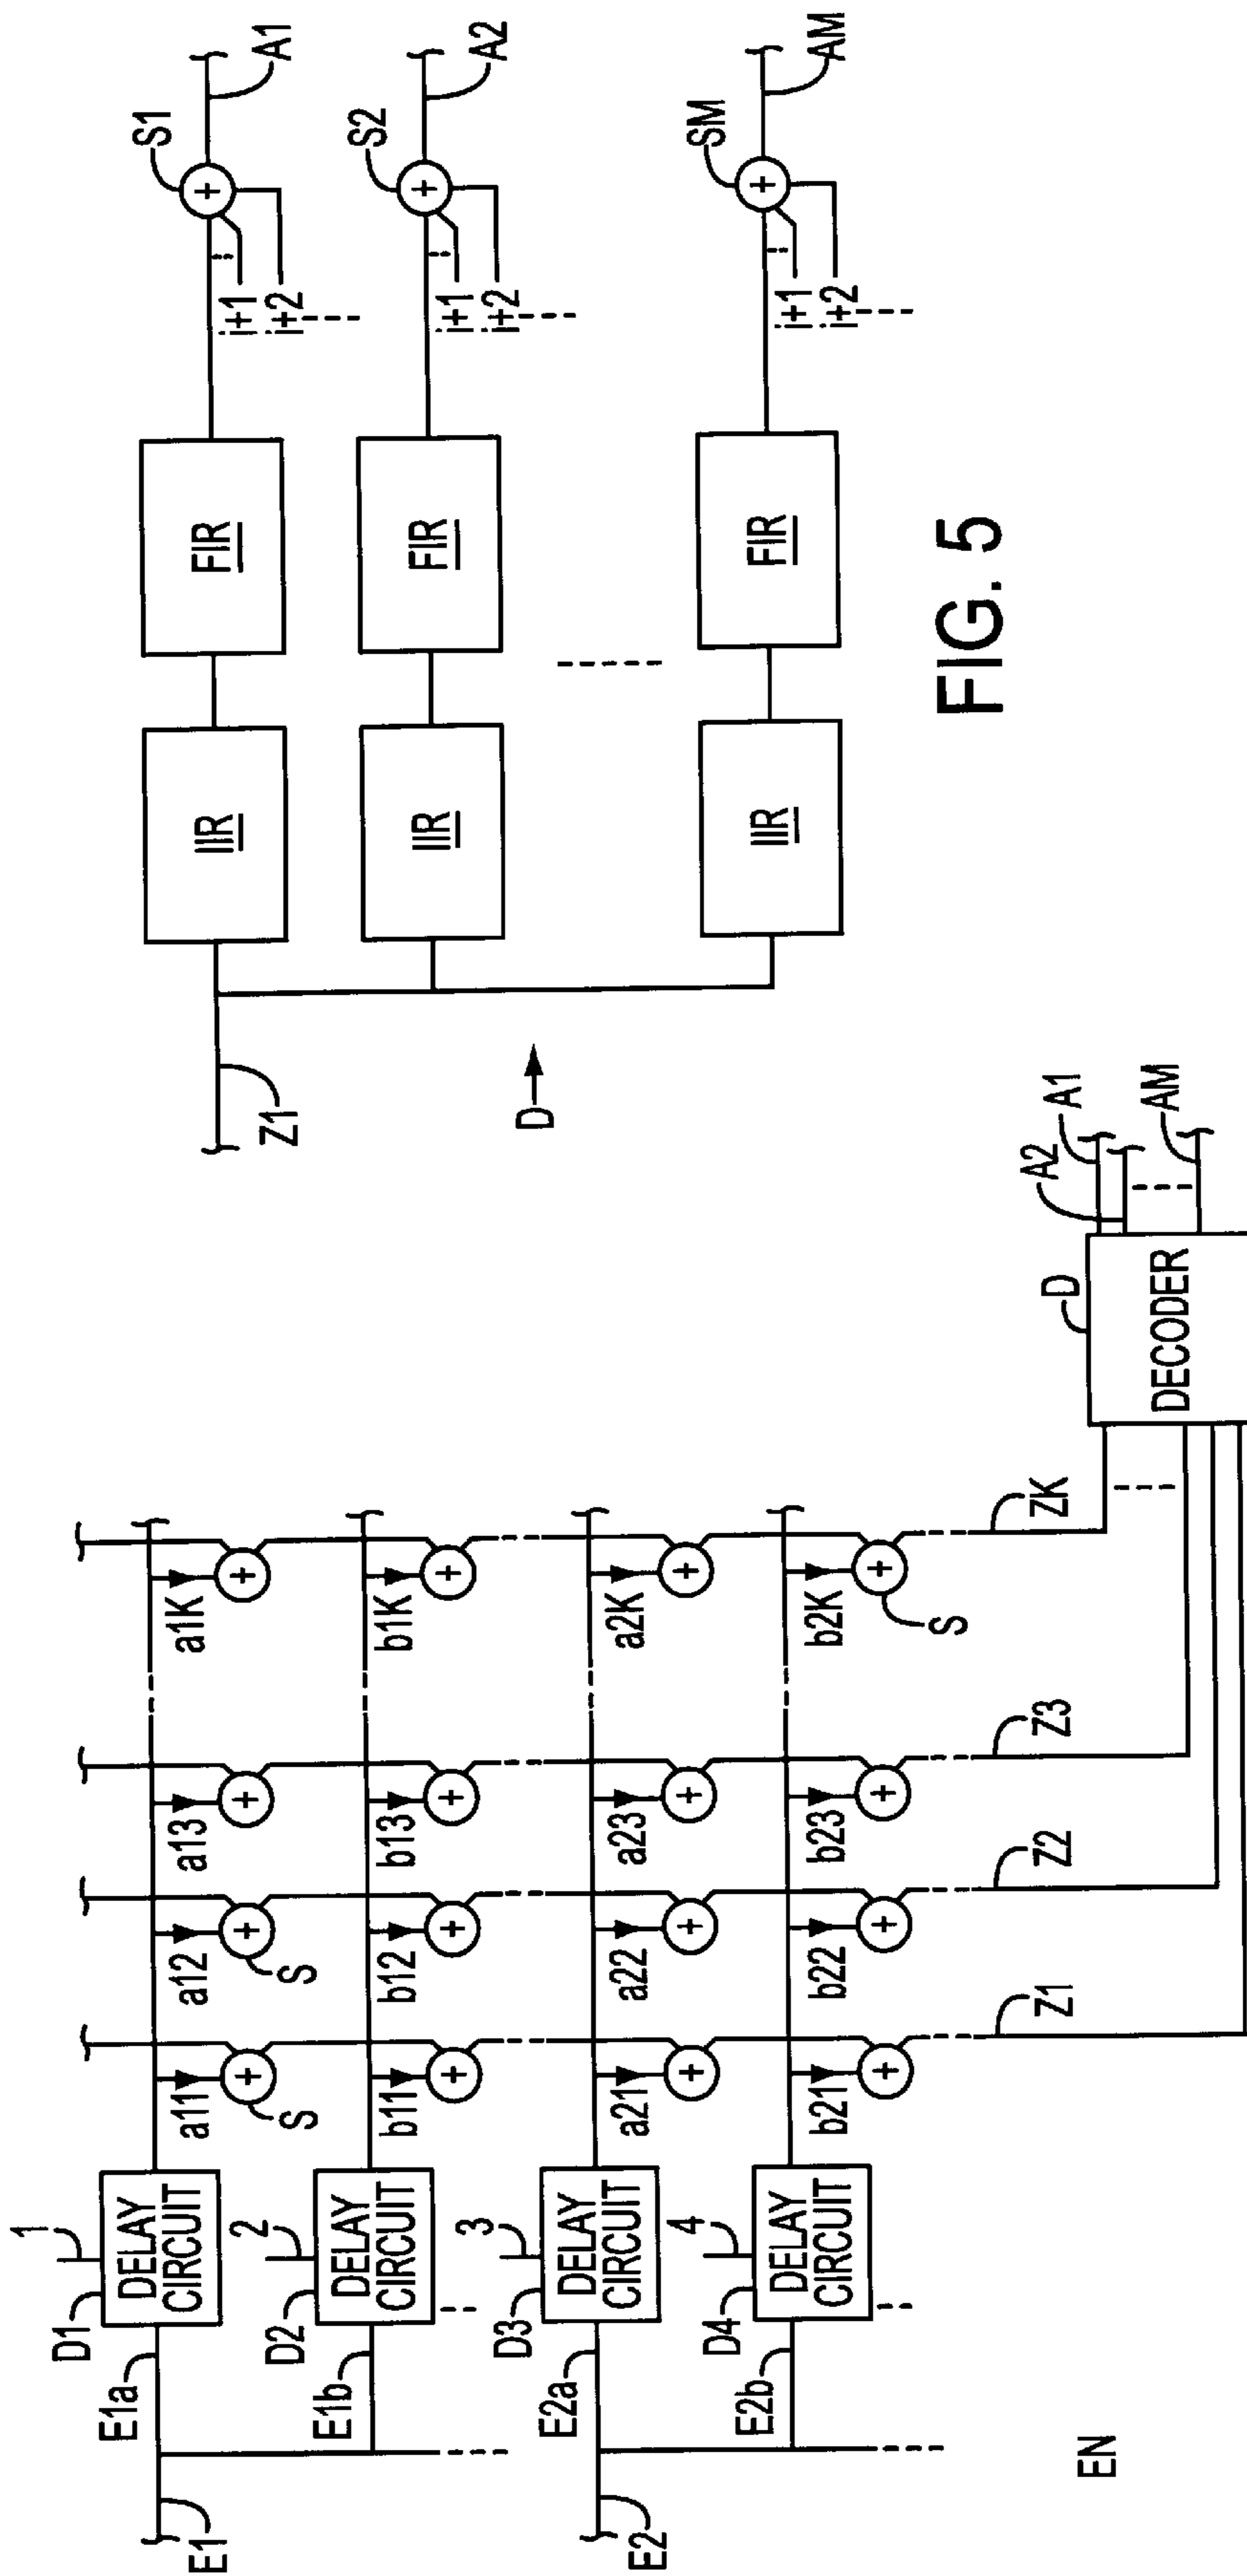 E1
E1a
D1
1
DELAY
CIRCUIT
a11
S
a12
S
a13
a1K
E1b
D2
2
DELAY
CIRCUIT
b11
b12
b13
b1K
E2
E2a
D3
3
DELAY
CIRCUIT
a21
a22
a23
a2K
E2b
D4
4
DELAY
CIRCUIT
b21
b22
b23
b2K
S
EN
Z1
Z2
Z3
ZK
D
DECODER
A2
A1
AM
Z1
IIR
FIR
i+1
i+2
S1
A1
IIR
FIR
i+1
i+2
S2
A2
D
IIR
FIR
i+1
i+2
SM
AM
FIG. 5